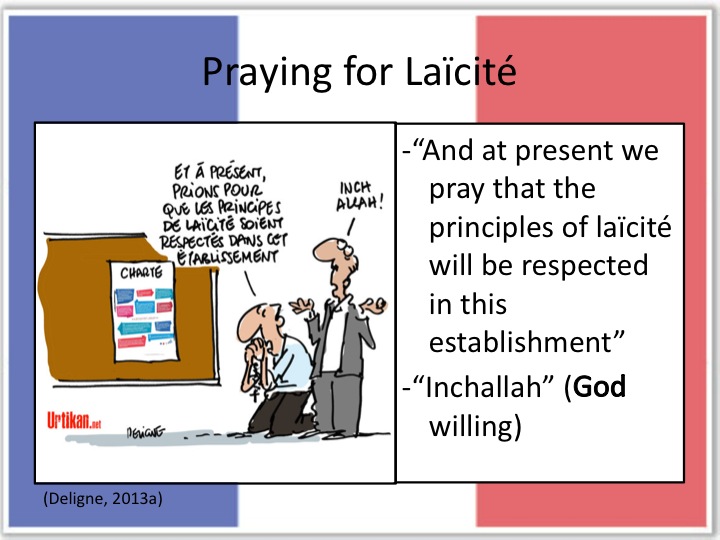 Praying for Laïcité
ET Á PRÉSENT,
PRIONS POUR
QUE LES PRINCIPES
DE LAICITÉ SOIENT
RESPECTÉS DANS CET
ÉTABLISSEMENT
INCH
ALLAH!
CHARTE
Urtikan.net
DELIGNE
-“And at present we
pray that the
principles of laïcité
will be respected
in this
establishment”
-“Inchallah” (God
willing)
(Deligne, 2013a)